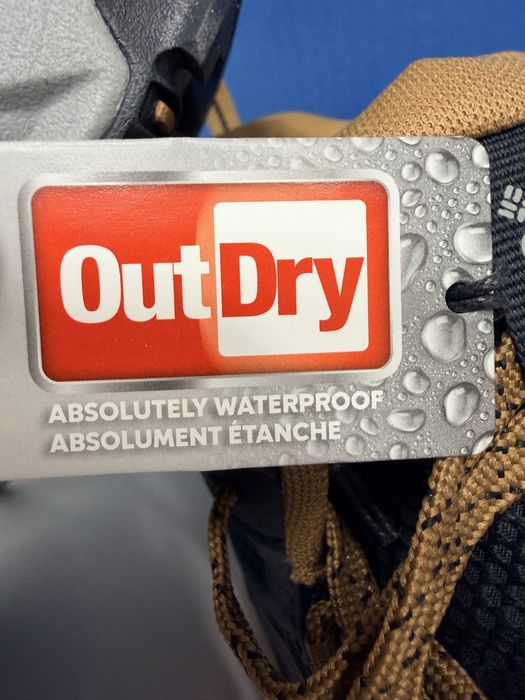 OutDry
ABSOLUTELY WATERPROOF
ABSOLUMENT ÉTANCHE